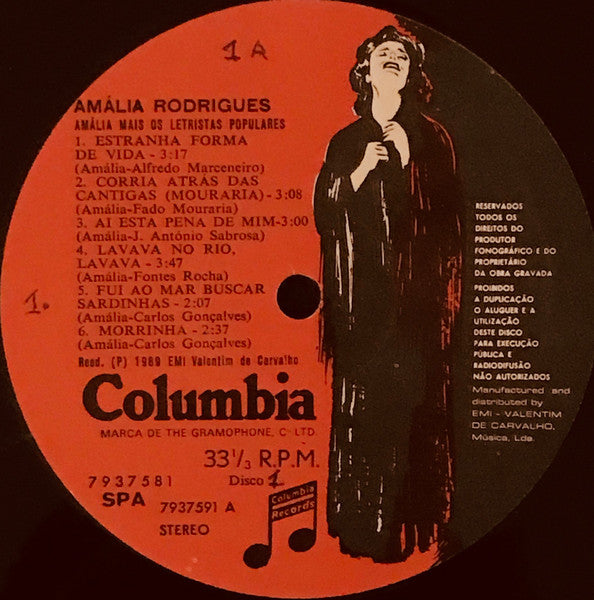 1 A
AMÁLIA RODRIGUES
AMÁLIA MAIS OS LETRISTAS POPULARES
1. ESTRANHA FORMA
DE VIDA - 3:17
(Amália-Alfredo Marceneiro)
2. CORRIA ATRÁS DAS
CANTIGAS (MOURARIA) - 3:08
(Amália-Fado Mouraria)
3. AI ESTA PENA DE MIM-3:00
(Amália-J. António Sabrosa)
4. LAVAVA NO RIO,
LAVAVA - 3:47
(Amália-Fontes Rocha)
5. FUI AO MAR BUSCAR
SARDINHAS - 2:07
(Amália-Carlos Gonçalves)
6. MORRINHA - 2:37
(Amália-Carlos Gonçalves)
Reed. (P) 1989 EMI Valentim de Carvalho
1.
Columbia
MARCA DE THE GRAMOPHONE, Cº LTD.
33 1/3 R.P.M.
7937581
Disco 1
SPA
7937591 A
STEREO
Columbia
Records
RESERVADOS
TODOS OS
DIREITOS DO
PRODUTOR
FONOGRÁFICO E DO
PROPRIETÁRIO
DA OBRA GRAVADA
PROIBIDOS
A DUPLICAÇÃO
O ALUGUER E A
UTILIZAÇÃO
DESTE DISCO
PARA EXECUÇÃO
PÚBLICA E
RADIODIFUSÃO
NÃO AUTORIZADOS
Manufactured and
distributed by
EMI - VALENTIM
DE CARVALHO,
Música, Lda.